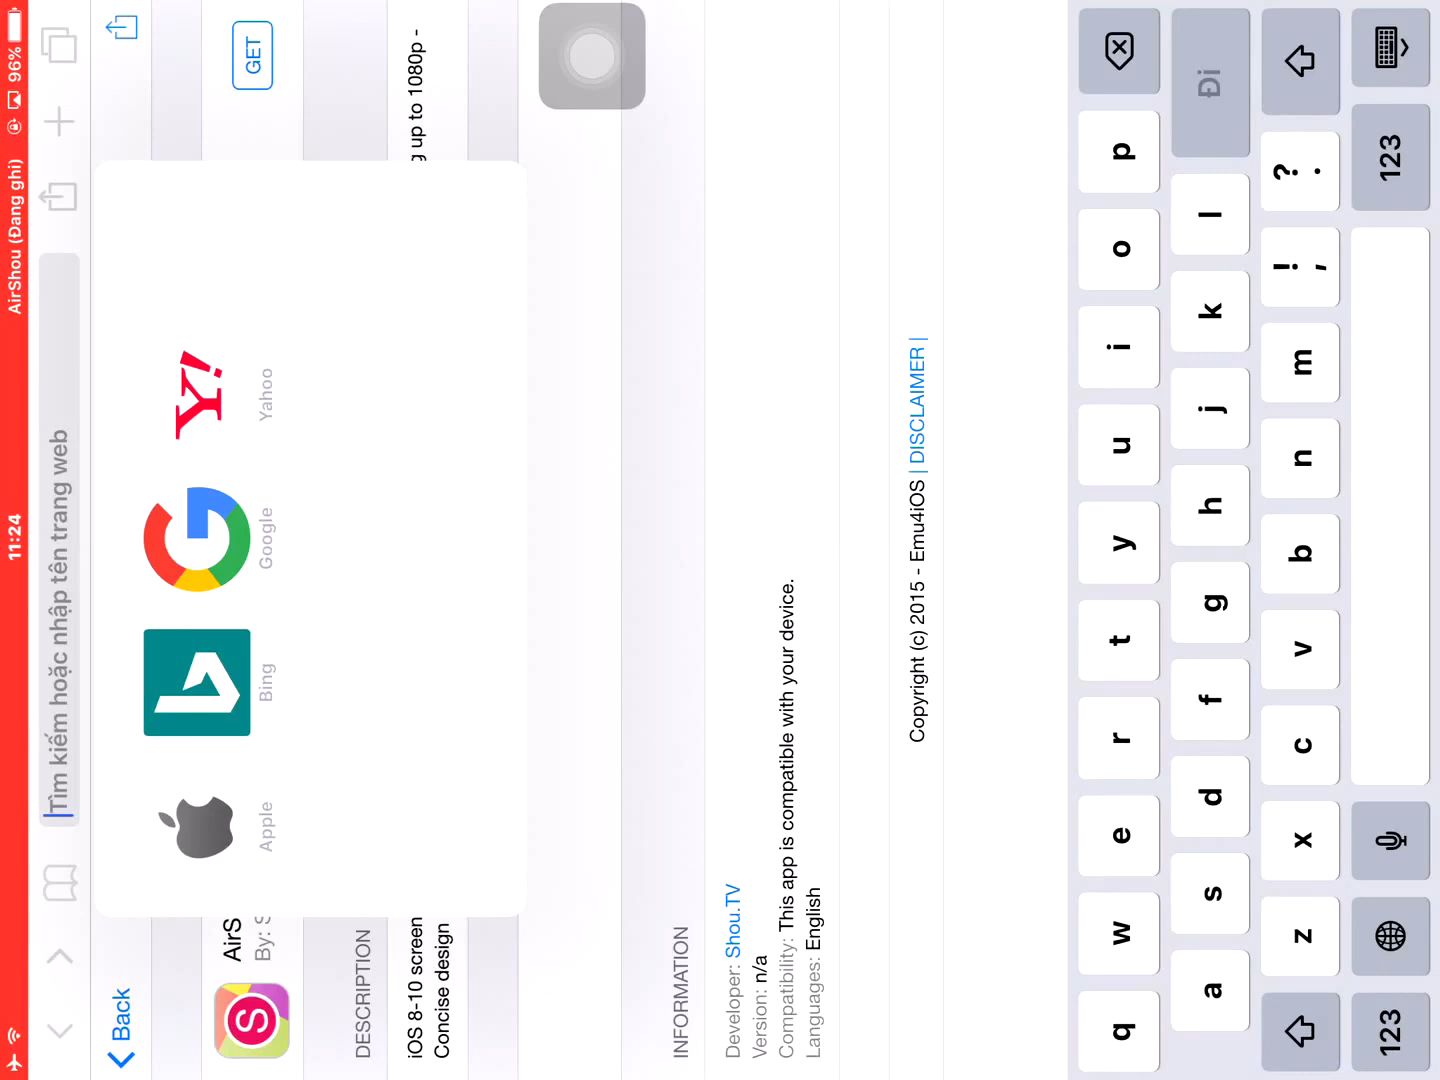 11:24
AirShou (Đang ghi)
96%
Tìm kiếm hoặc nhập tên trang web
Back
AirS
By: S
GET
Apple
Bing
Google
Yahoo
DESCRIPTION
iOS 8-10 screen
g up to 1080p -
Concise design
INFORMATION
Developer: Shou.TV
Version: n/a
Compatibility: This app is compatible with your device.
Languages: English
Copyright (c) 2015 - Emu4iOS | DISCLAIMER |
q w e r t y u i o p
a s d f g h j k l Đi
z x c v b n m ! , ? .
123 123